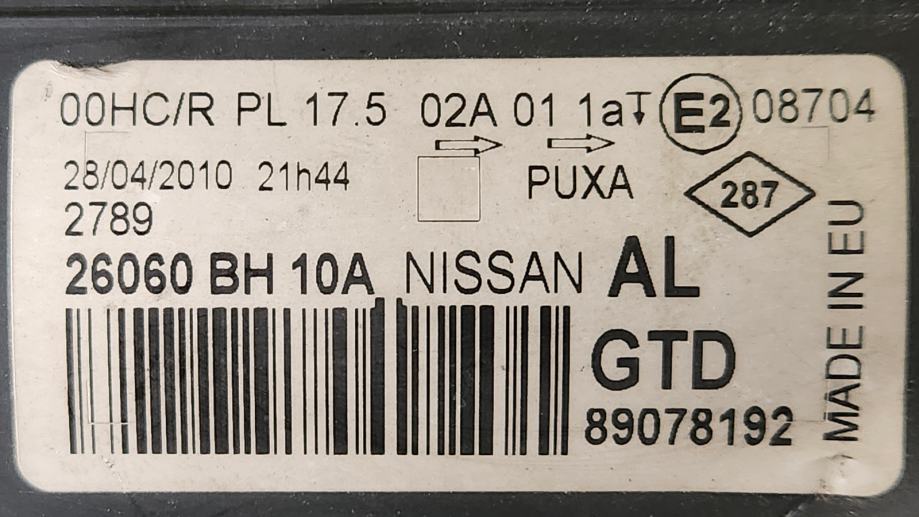 00HC/R PL 17.5 02A 01 1a E2 08704
28/04/2010 21h44 PUXA 287
2789
26060 BH 10A NISSAN AL
GTD
89078192
MADE IN EU